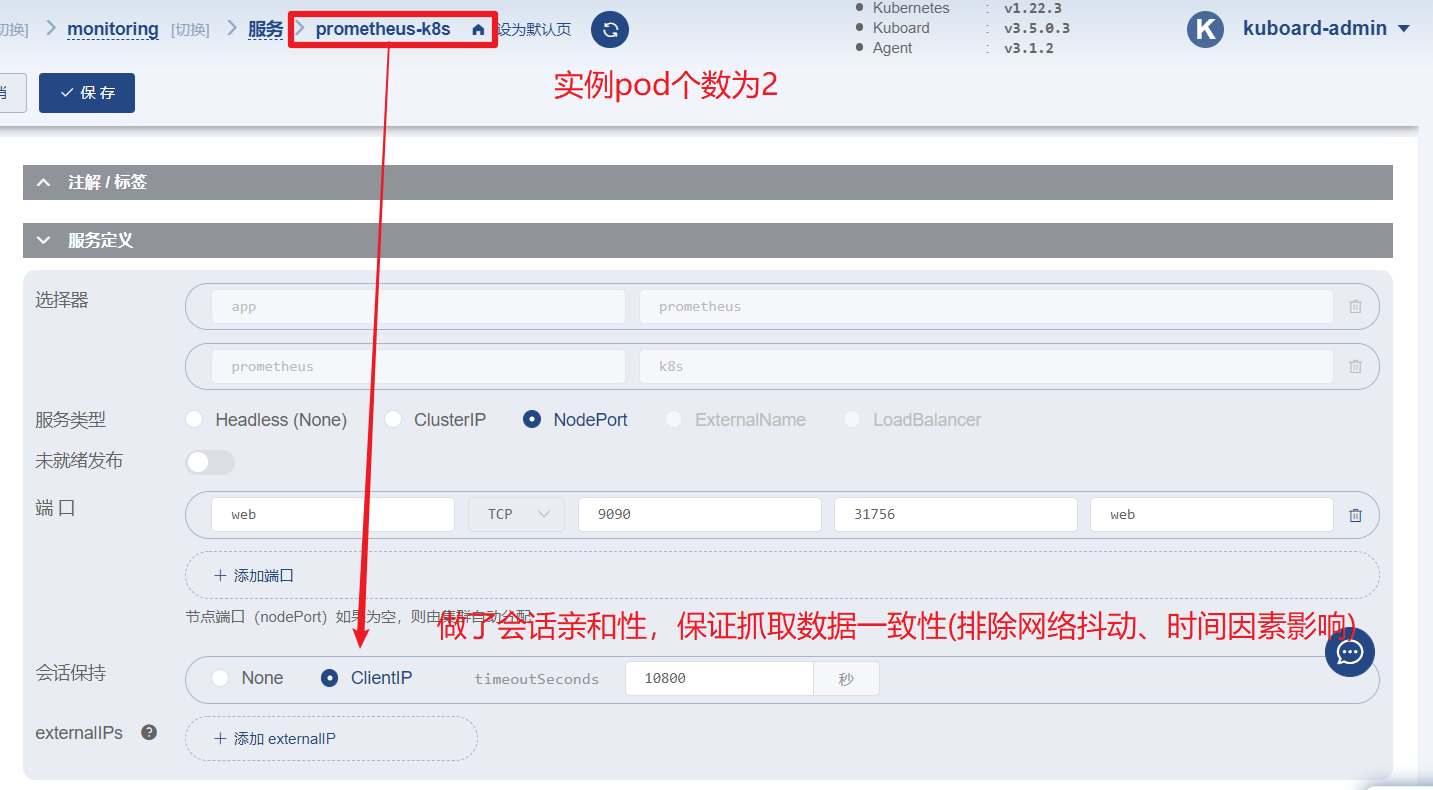 切换] monitoring [切换] 服务 prometheus-k8s 设为默认页
Kubernetes : v1.22.3
Kuboard : v3.5.0.3
Agent : v3.1.2
K kuboard-admin
保 存
实例pod个数为2
注解 / 标签
服务定义
选择器 app prometheus
prometheus k8s
服务类型 Headless (None) ClusterIP NodePort ExternalName LoadBalancer
未就绪发布
端 口 web TCP 9090 31756 web
添加端口
节点端口（nodePort）如果为空，则由集群自动分配
做了会话亲和性，保证抓取数据一致性(排除网络抖动、时间因素影响)
会话保持 None ClientIP timeoutSeconds 10800 秒
externalIPs ? 添加 externalIP